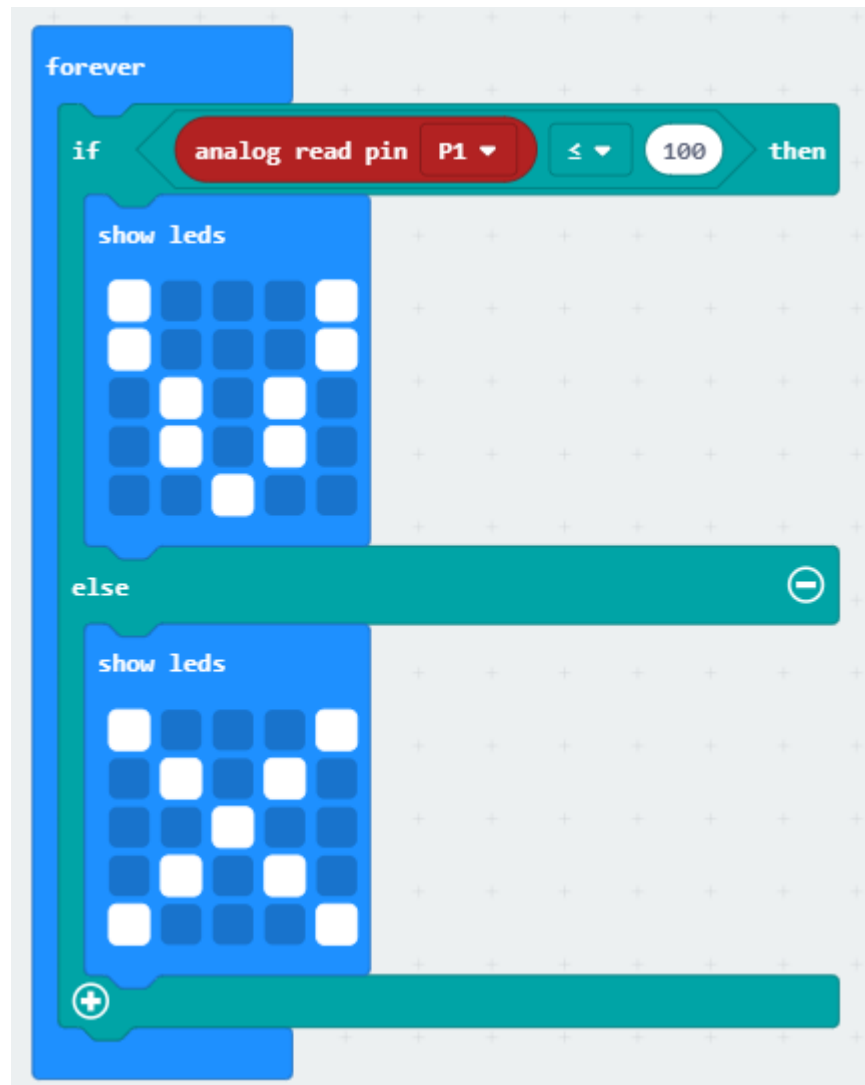 forever
if analog read pin P1 ≤ 100 then
show leds
else
show leds